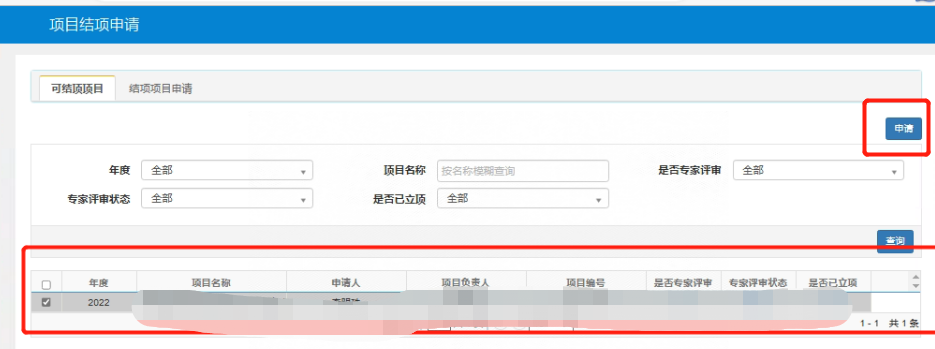 项目结项申请
可结顶项目 结项项目申请
申请
年度 全部 项目名称 按名称模糊查询 是否专家评审 全部
专家评审状态 全部 是否已立项 全部
查询
年度 项目名称 申请人 项目负责人 项目编号 是否专家评审 专家评审状态 是否已立项
2022
1 - 1 共 1 条